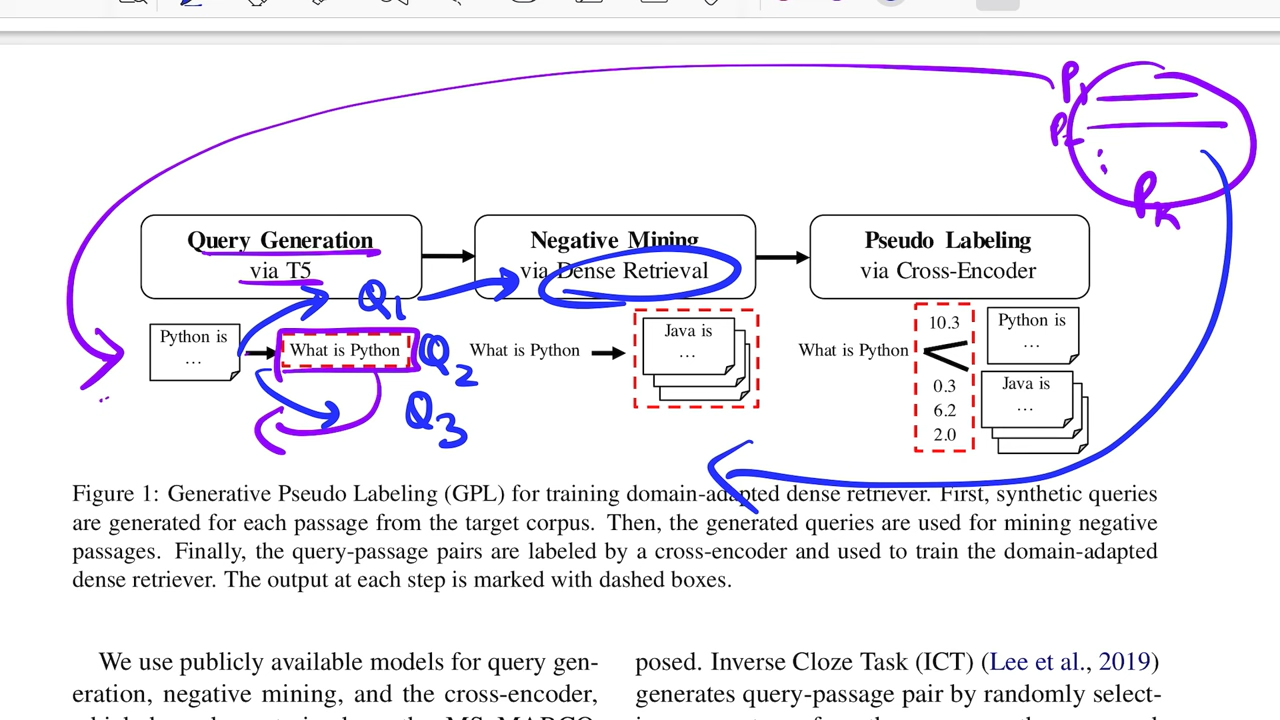 P1
P2
PK
Query Generation
via T5
Negative Mining
via Dense Retrieval
Pseudo Labeling
via Cross-Encoder
Q1
Python is
...
What is Python
Q2
Q3
What is Python
Java is
...
What is Python
10.3
Python is
...
0.3
6.2
2.0
Java is
...
Figure 1: Generative Pseudo Labeling (GPL) for training domain-adapted dense retriever. First, synthetic queries
are generated for each passage from the target corpus. Then, the generated queries are used for mining negative
passages. Finally, the query-passage pairs are labeled by a cross-encoder and used to train the domain-adapted
dense retriever. The output at each step is marked with dashed boxes.
We use publicly available models for query gen-
eration, negative mining, and the cross-encoder,
posed. Inverse Cloze Task (ICT) (Lee et al., 2019)
generates query-passage pair by randomly select-